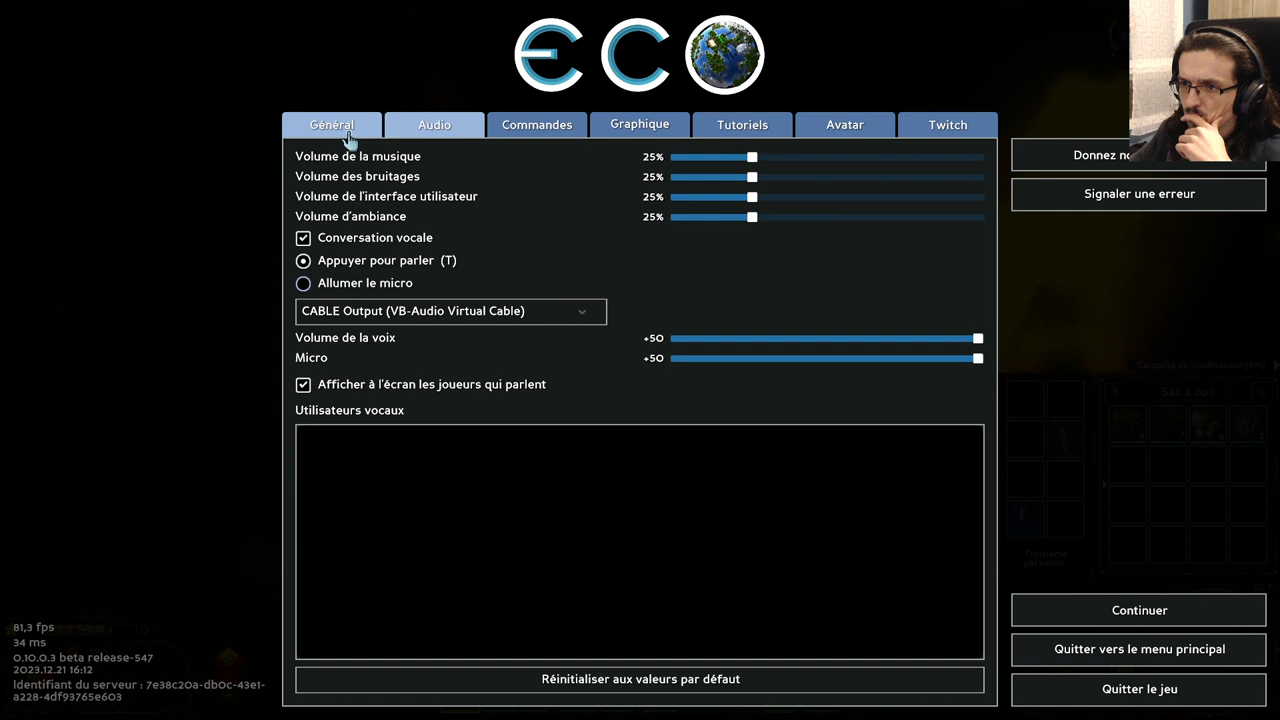 ECO
Général
Audio
Commandes
Graphique
Tutoriels
Avatar
Twitch
Volume de la musique 25%
Volume des bruitages 25%
Volume de l'interface utilisateur 25%
Volume d'ambiance 25%
Conversation vocale
Appuyer pour parler (T)
Allumer le micro
CABLE Output (VB-Audio Virtual Cable)
Volume de la voix +50
Micro +50
Afficher à l'écran les joueurs qui parlent
Utilisateurs vocaux
Réinitialiser aux valeurs par défaut
Donnez
Signaler une erreur
SAC À DOS
Troisième
personne
Continuer
Quitter vers le menu principal
Quitter le jeu
81,3 fps
34 ms
0.10.0.3 beta release-547
2023.12.21 16:12
Identifiant du serveur : 7e38c20a-db0c-43e1-
a228-4df93765e603